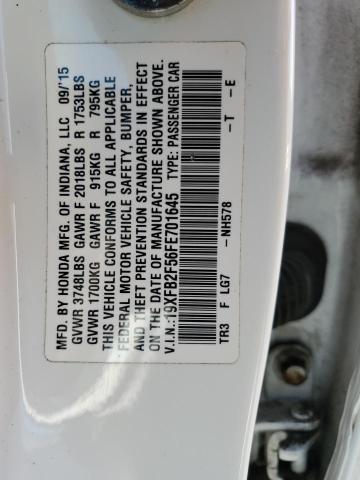 MFD. BY HONDA MFG. OF INDIANA, LLC 09/'15
GVWR 3748LBS GAWR F 2018LBS R 1753LBS
GVWR 1700KG GAWR F 915KG R 795KG
THIS VEHICLE CONFORMS TO ALL APPLICABLE
FEDERAL MOTOR VEHICLE SAFETY, BUMPER,
AND THEFT PREVENTION STANDARDS IN EFFECT
ON THE DATE OF MANUFACTURE SHOWN ABOVE.
V.I.N.:19XFB2F56FE701645 TYPE: PASSENGER CAR
TR3 F LG7 -NH578 -T -E